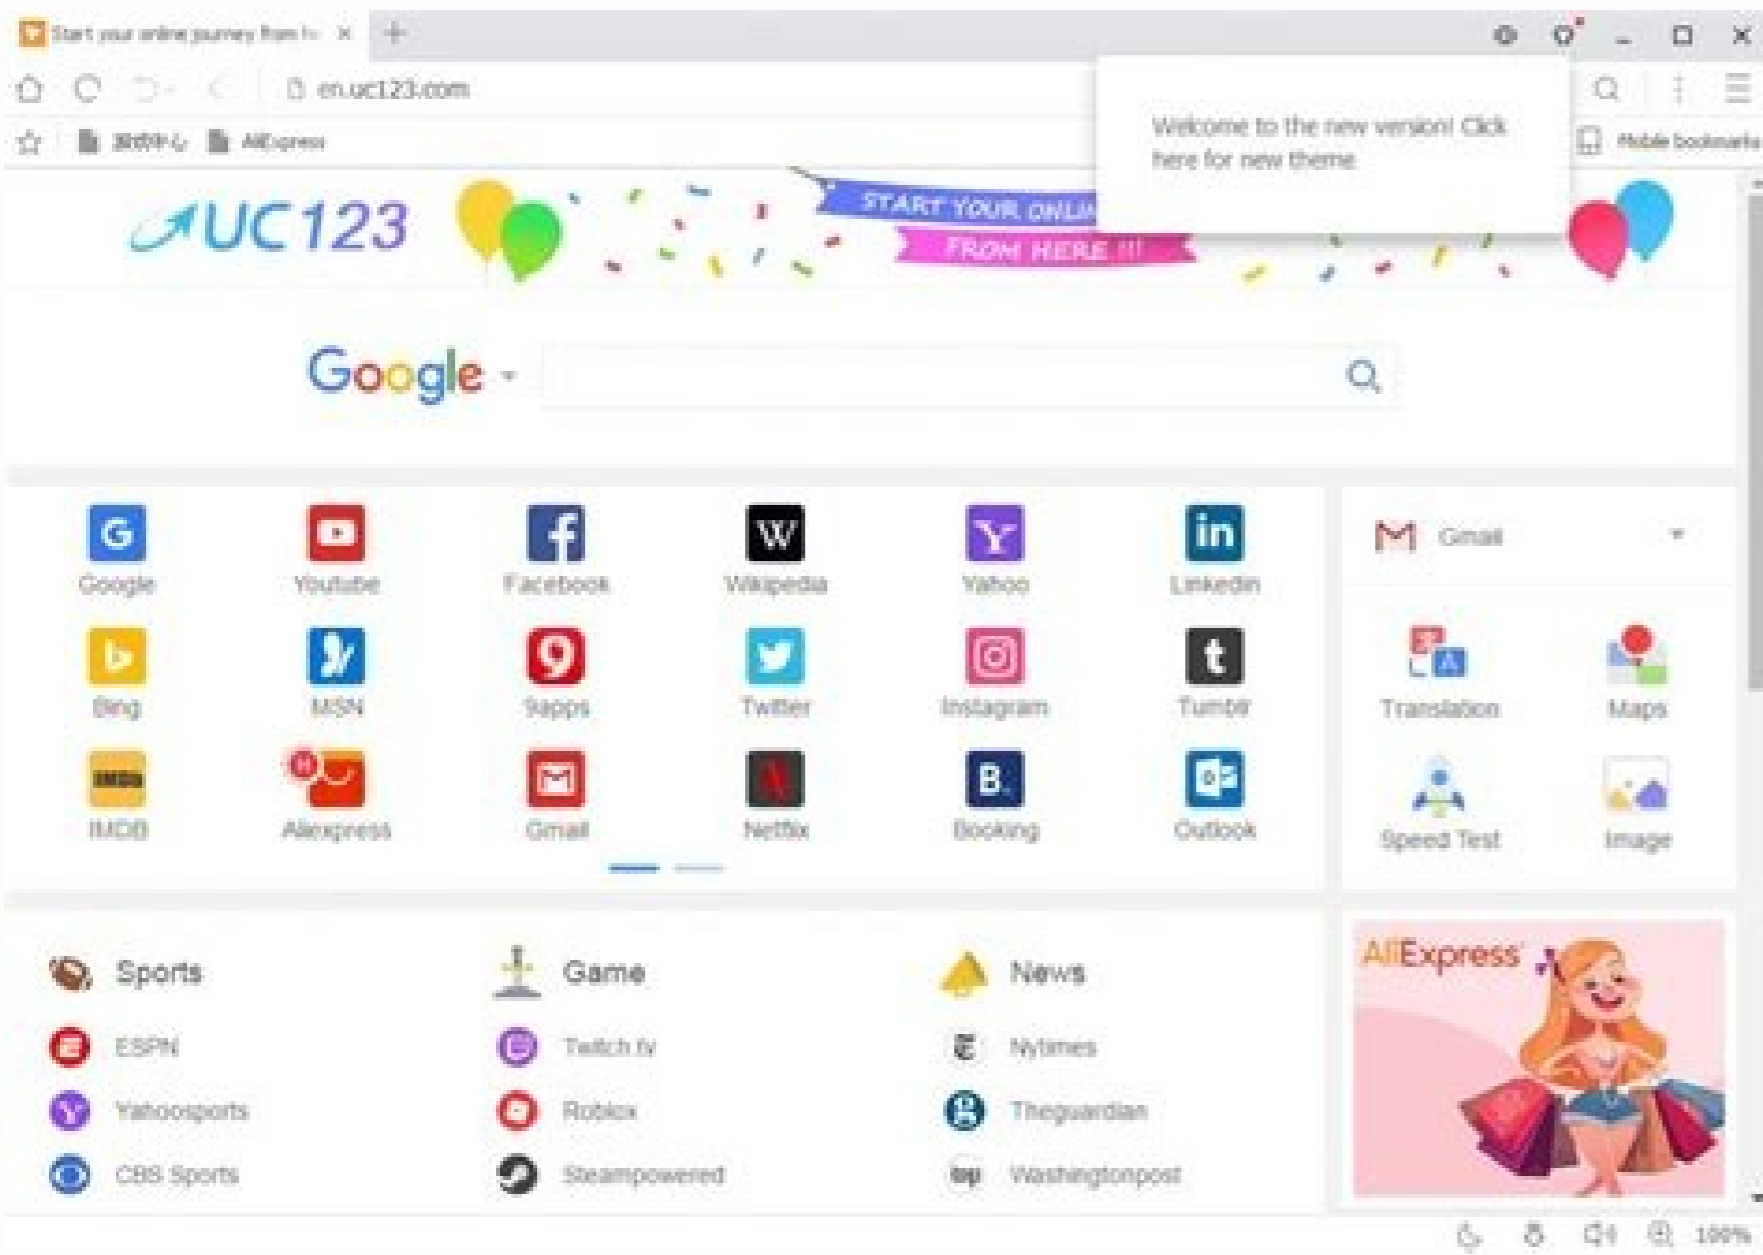 Start your online journey from h
en.uc123.com
Welcome to the new version! Click
here for new theme
AliExpress
Mobile bookmarks
UC123
START YOUR ONLIN
FROM HERE !!!
Google
Google
Youtube
Facebook
Wikipedia
Yahoo
Linkedin
Gmail
Bing
MSN
9apps
Twitter
Instagram
Tumblr
Translation
Maps
IMDb
IMDB
Aliexpress
Gmail
Netflix
Booking
Outlook
Speed Test
Image
Sports
Game
News
AliExpress
ESPN
Twitch tv
Nytimes
Yahoosports
Roblox
Theguardian
CBS Sports
Steampowered
Washingtonpost
100%